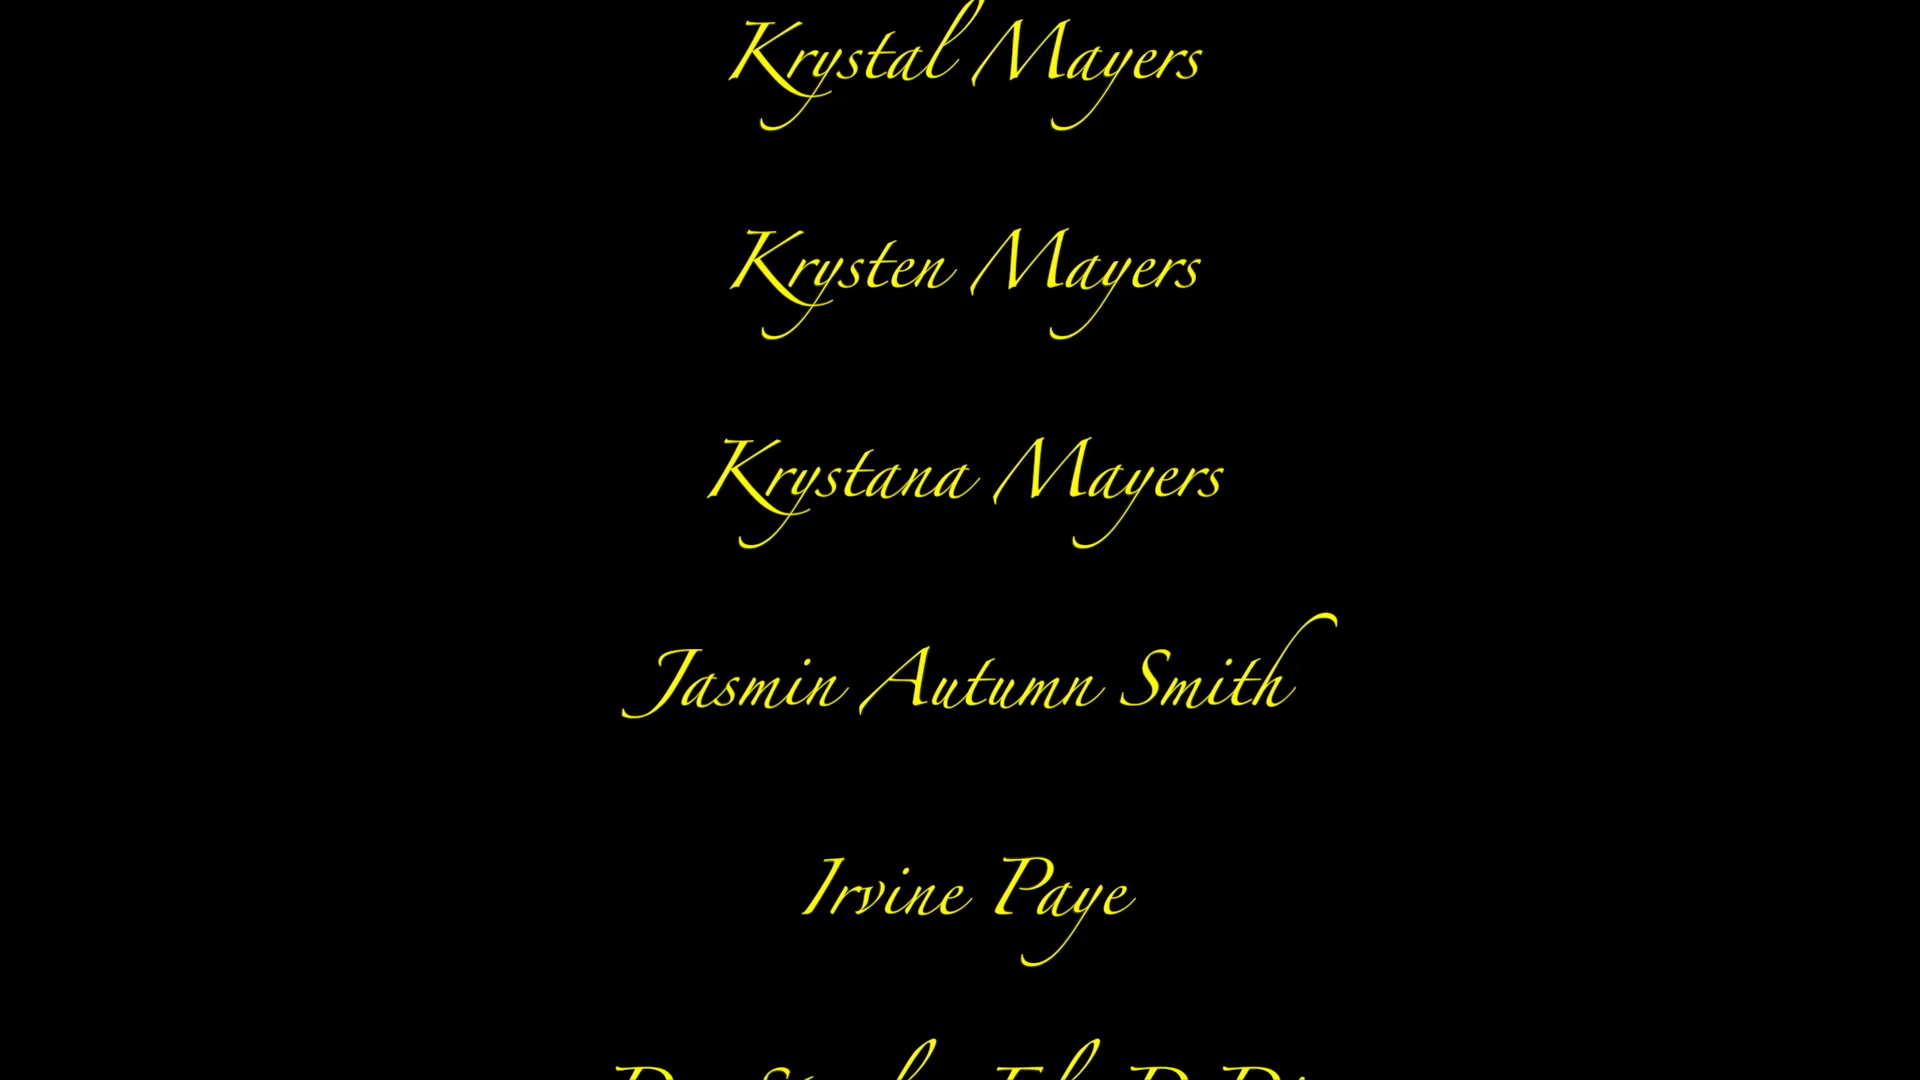 Krystal Mayers
Krysten Mayers
Krystana Mayers
Jasmin Autumn Smith
Irvine Paye